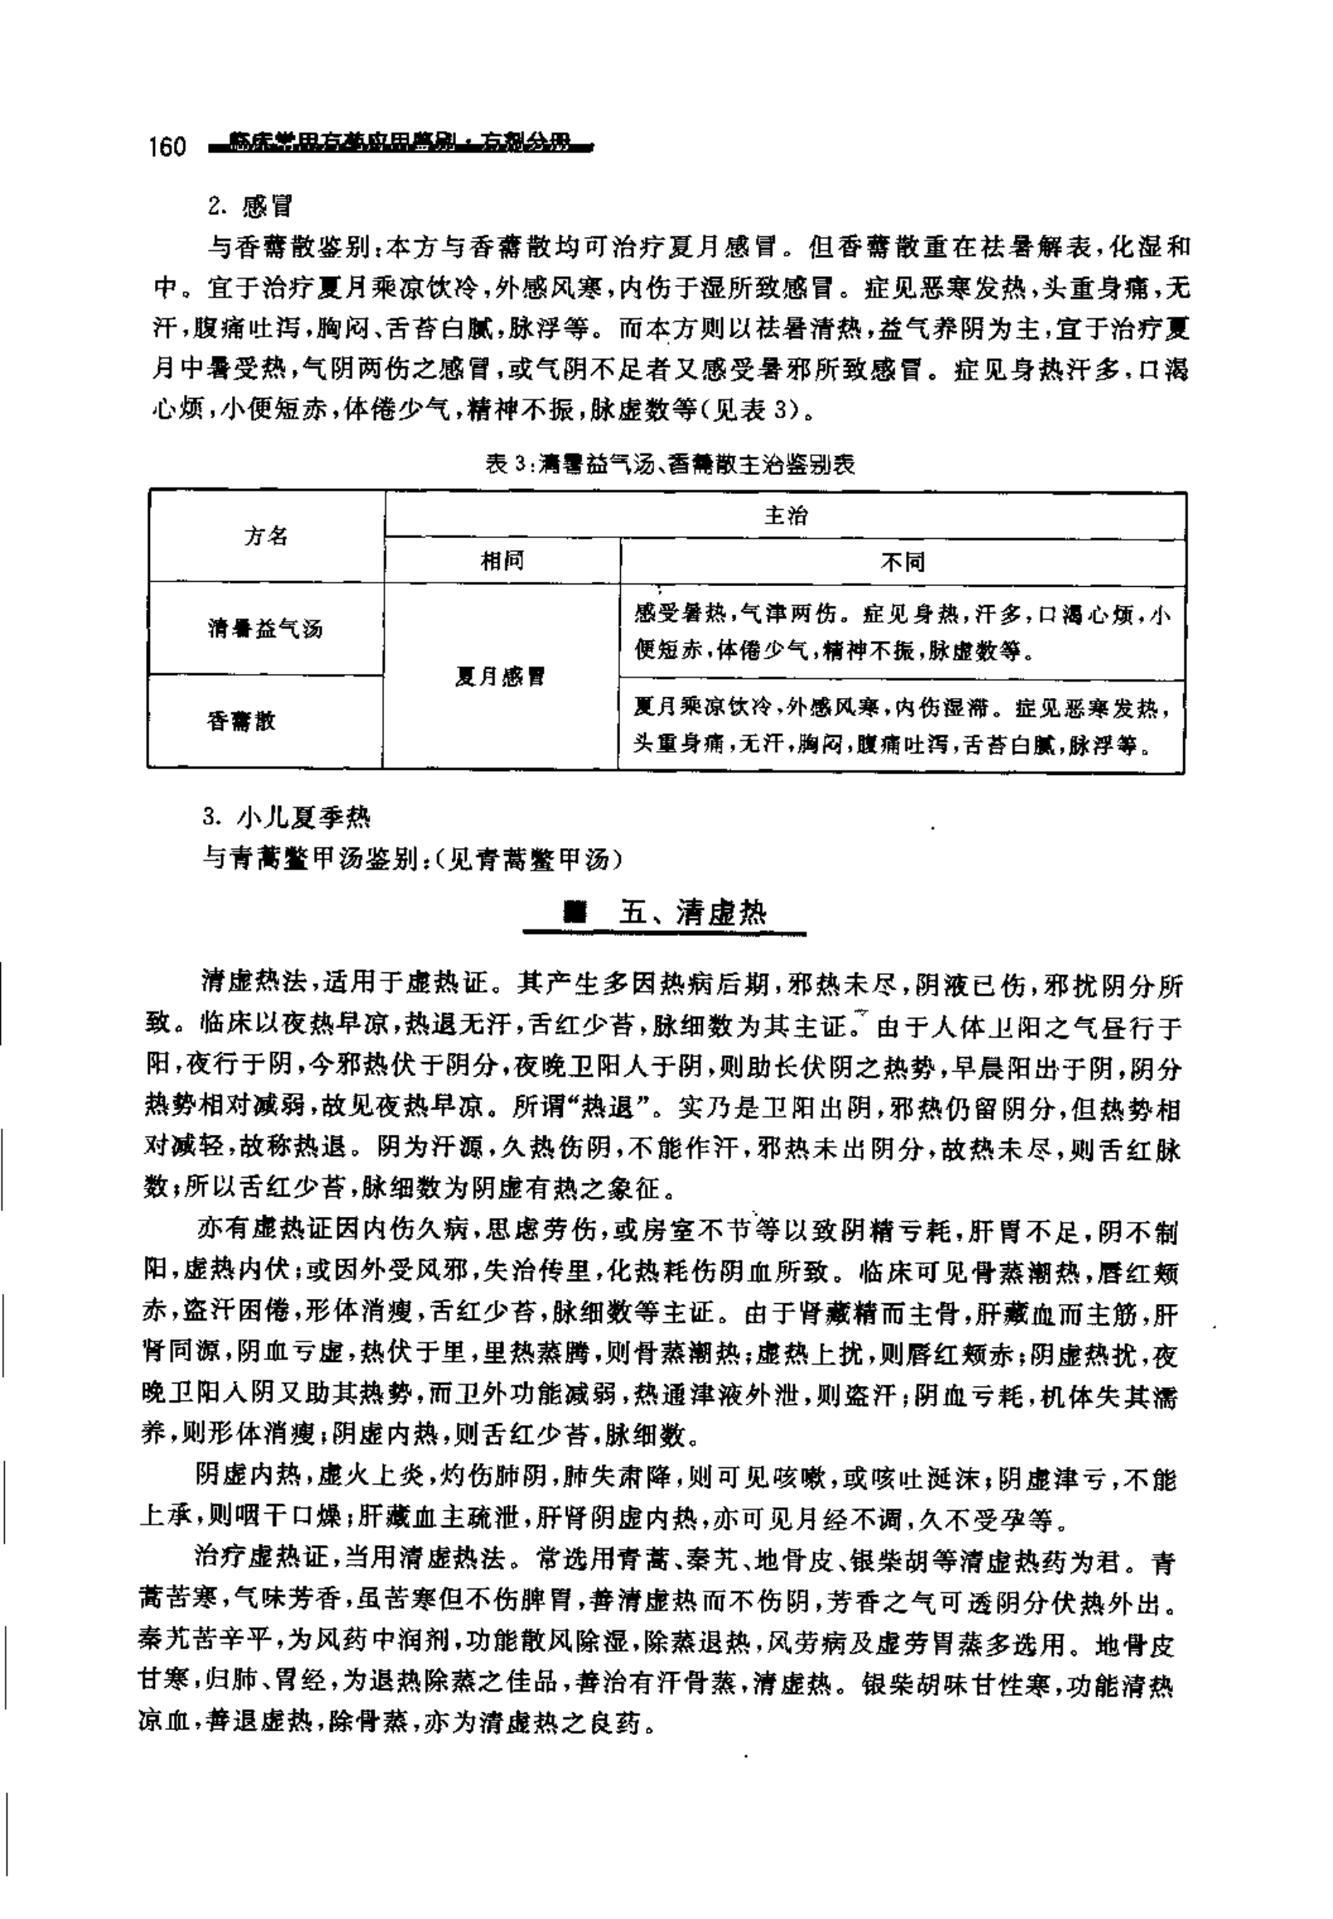 160 临床常用方药应用鉴别·方剂分册
2. 感冒
与香薷散鉴别:本方与香薷散均可治疗夏月感冒。但香薷散重在祛暑解表,化湿和
中。宜于治疗夏月乘凉饮冷,外感风寒,内伤于湿所致感冒。症见恶寒发热,头重身痛,无
汗,腹痛吐泻,胸闷、舌苔白腻,脉浮等。而本方则以祛暑清热,益气养阴为主,宜于治疗夏
月中暑受热,气阴两伤之感冒,或气阴不足者又感受暑邪所致感冒。症见身热汗多,口渴
心烦,小便短赤,体倦少气,精神不振,脉虚数等(见表 3)。
表 3:清暑益气汤、香薷散主治鉴别表
方名
主治
相同
不同
清暑益气汤
夏月感冒
感受暑热,气津两伤。症见身热,汗多,口渴心烦,小
便短赤,体倦少气,精神不振,脉虚数等。
香薷散
夏月乘凉饮冷,外感风寒,内伤湿滞。症见恶寒发热,
头重身痛,无汗,胸闷,腹痛吐泻,舌苔白腻,脉浮等。
3. 小儿夏季热
与青蒿鳖甲汤鉴别:(见青蒿鳖甲汤)
五、清虚热
清虚热法,适用于虚热证。其产生多因热病后期,邪热未尽,阴液已伤,邪扰阴分所
致。临床以夜热早凉,热退无汗,舌红少苔,脉细数为其主证。由于人体卫阳之气昼行于
阳,夜行于阴,今邪热伏于阴分,夜晚卫阳人于阴,则助长伏阴之热势,早晨阳出于阴,阴分
热势相对减弱,故见夜热早凉。所谓“热退”。实乃是卫阳出阴,邪热仍留阴分,但热势相
对减轻,故称热退。阴为汗源,久热伤阴,不能作汗,邪热未出阴分,故热未尽,则舌红脉
数;所以舌红少苔,脉细数为阴虚有热之象征。
亦有虚热证因内伤久病,思虑劳伤,或房室不节等以致阴精亏耗,肝胃不足,阴不制
阳,虚热内伏;或因外受风邪,失治传里,化热耗伤阴血所致。临床可见骨蒸潮热,唇红颊
赤,盗汗困倦,形体消瘦,舌红少苔,脉细数等主证。由于肾藏精而主骨,肝藏血而主筋,肝
肾同源,阴血亏虚,热伏于里,里热蒸腾,则骨蒸潮热;虚热上扰,则唇红颊赤;阴虚热扰,夜
晚卫阳入阴又助其热势,而卫外功能减弱,热通津液外泄,则盗汗;阴血亏耗,机体失其濡
养,则形体消瘦;阴虚内热,则舌红少苔,脉细数。
阴虚内热,虚火上炎,灼伤肺阴,肺失肃降,则可见咳嗽,或咳吐涎沫;阴虚津亏,不能
上承,则咽干口燥;肝藏血主疏泄,肝肾阴虚内热,亦可见月经不调,久不受孕等。
治疗虚热证,当用清虚热法。常选用青蒿、秦艽、地骨皮、银柴胡等清虚热药为君。青
蒿苦寒,气味芳香,虽苦寒但不伤脾胃,善清虚热而不伤阴,芳香之气可透阴分伏热外出。
秦艽苦辛平,为风药中润剂,功能散风除湿,除蒸退热,风劳病及虚劳胃蒸多选用。地骨皮
甘寒,归肺、胃经,为退热除蒸之佳品,善治有汗骨蒸,清虚热。银柴胡味甘性寒,功能清热
凉血,善退虚热,除骨蒸,亦为清虚热之良药。